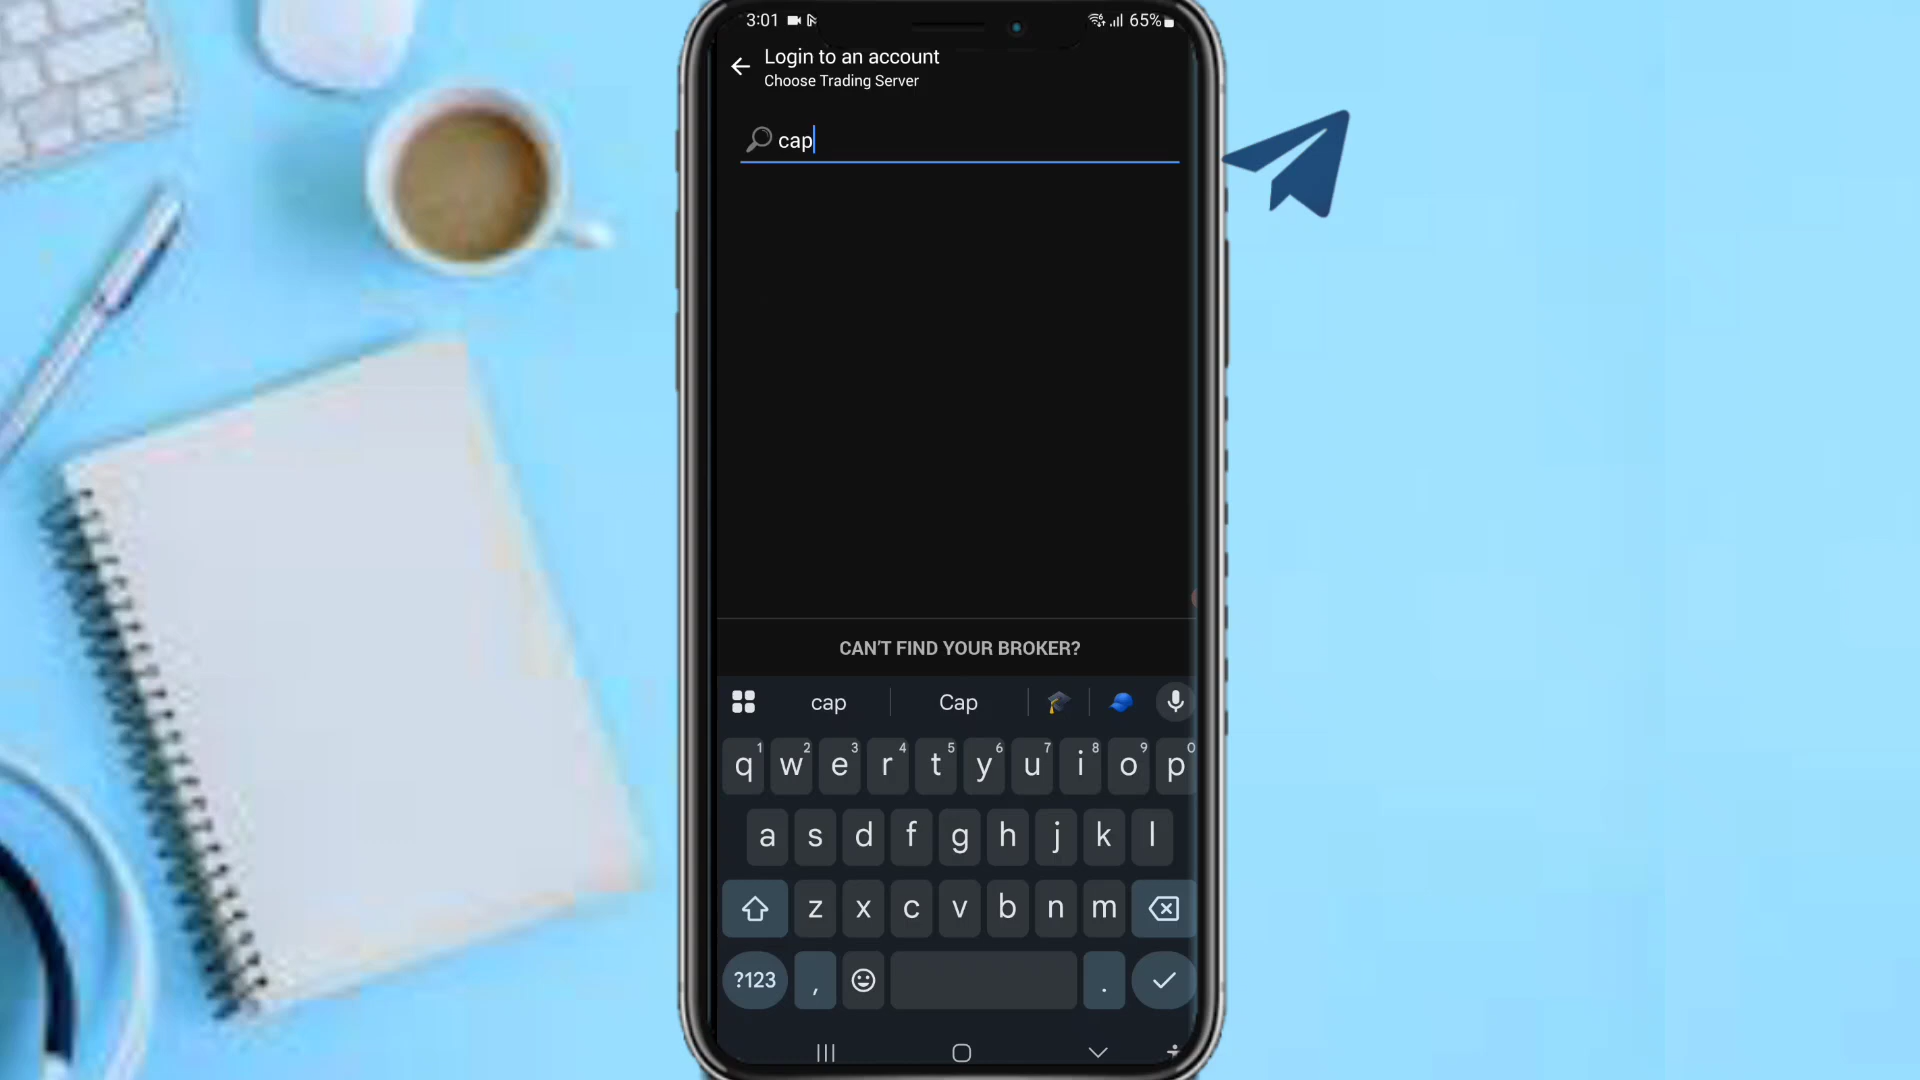 3:01 65%
Login to an account
Choose Trading Server
cap
CAN'T FIND YOUR BROKER?
cap Cap
1 2 3 4 5 6 7 8 9 0
q w e r t y u i o p
a s d f g h j k l
z x c v b n m
?123 , .